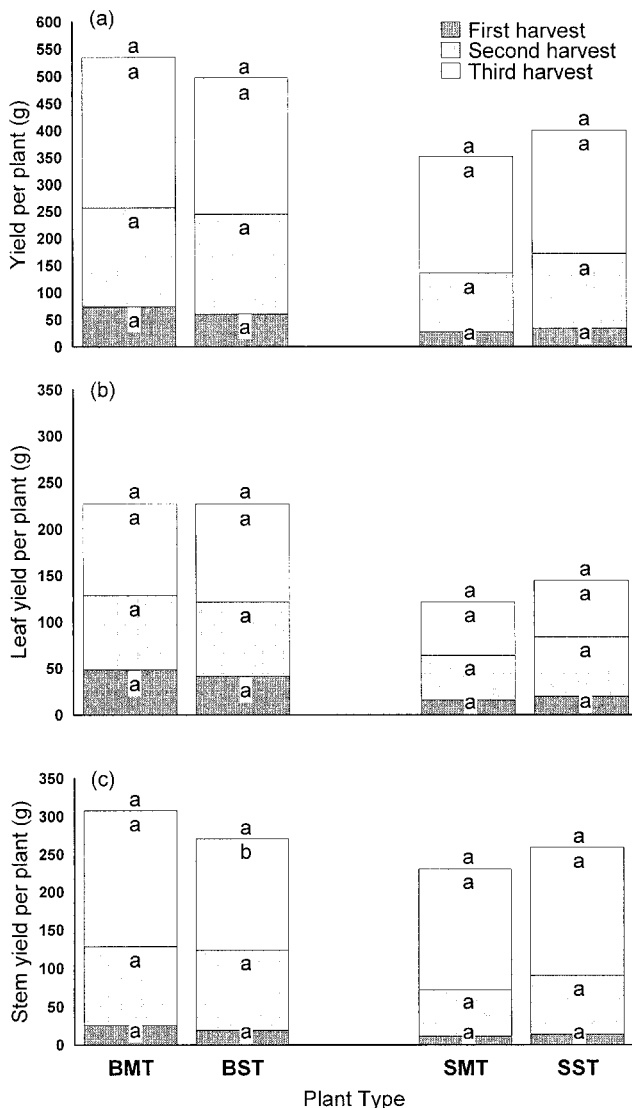 (a)
First harvest
Second harvest
Third harvest
600
550
500
450
400
350
300
250
200
150
100
50
0
Yield per plant (g)
a a
a a
a a
a a
a a a a
a a a a
(b)
350
300
250
200
150
100
50
0
Leaf yield per plant (g)
a a
a a
a a
a a
a a a a
a a a a
(c)
350
300
250
200
150
100
50
0
Stem yield per plant (g)
a a
a b
a a
a a
a a a a
a a a a
BMT BST SMT SST
Plant Type